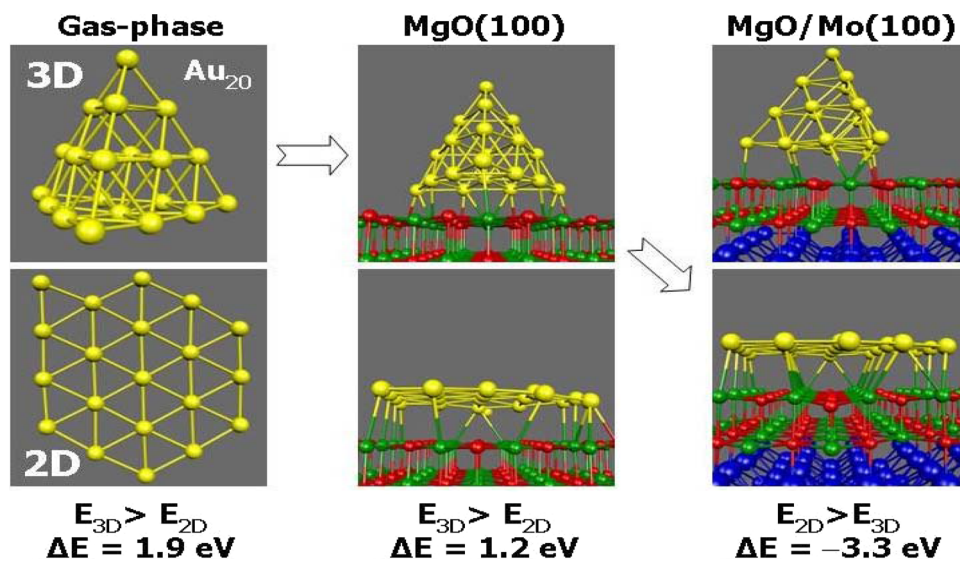 Gas-phase
MgO(100)
MgO/Mo(100)
3D
Au₂₀
2D
E₃D > E₂D
ΔE = 1.9 eV
E₃D > E₂D
ΔE = 1.2 eV
E₂D>E₃D
ΔE = −3.3 eV